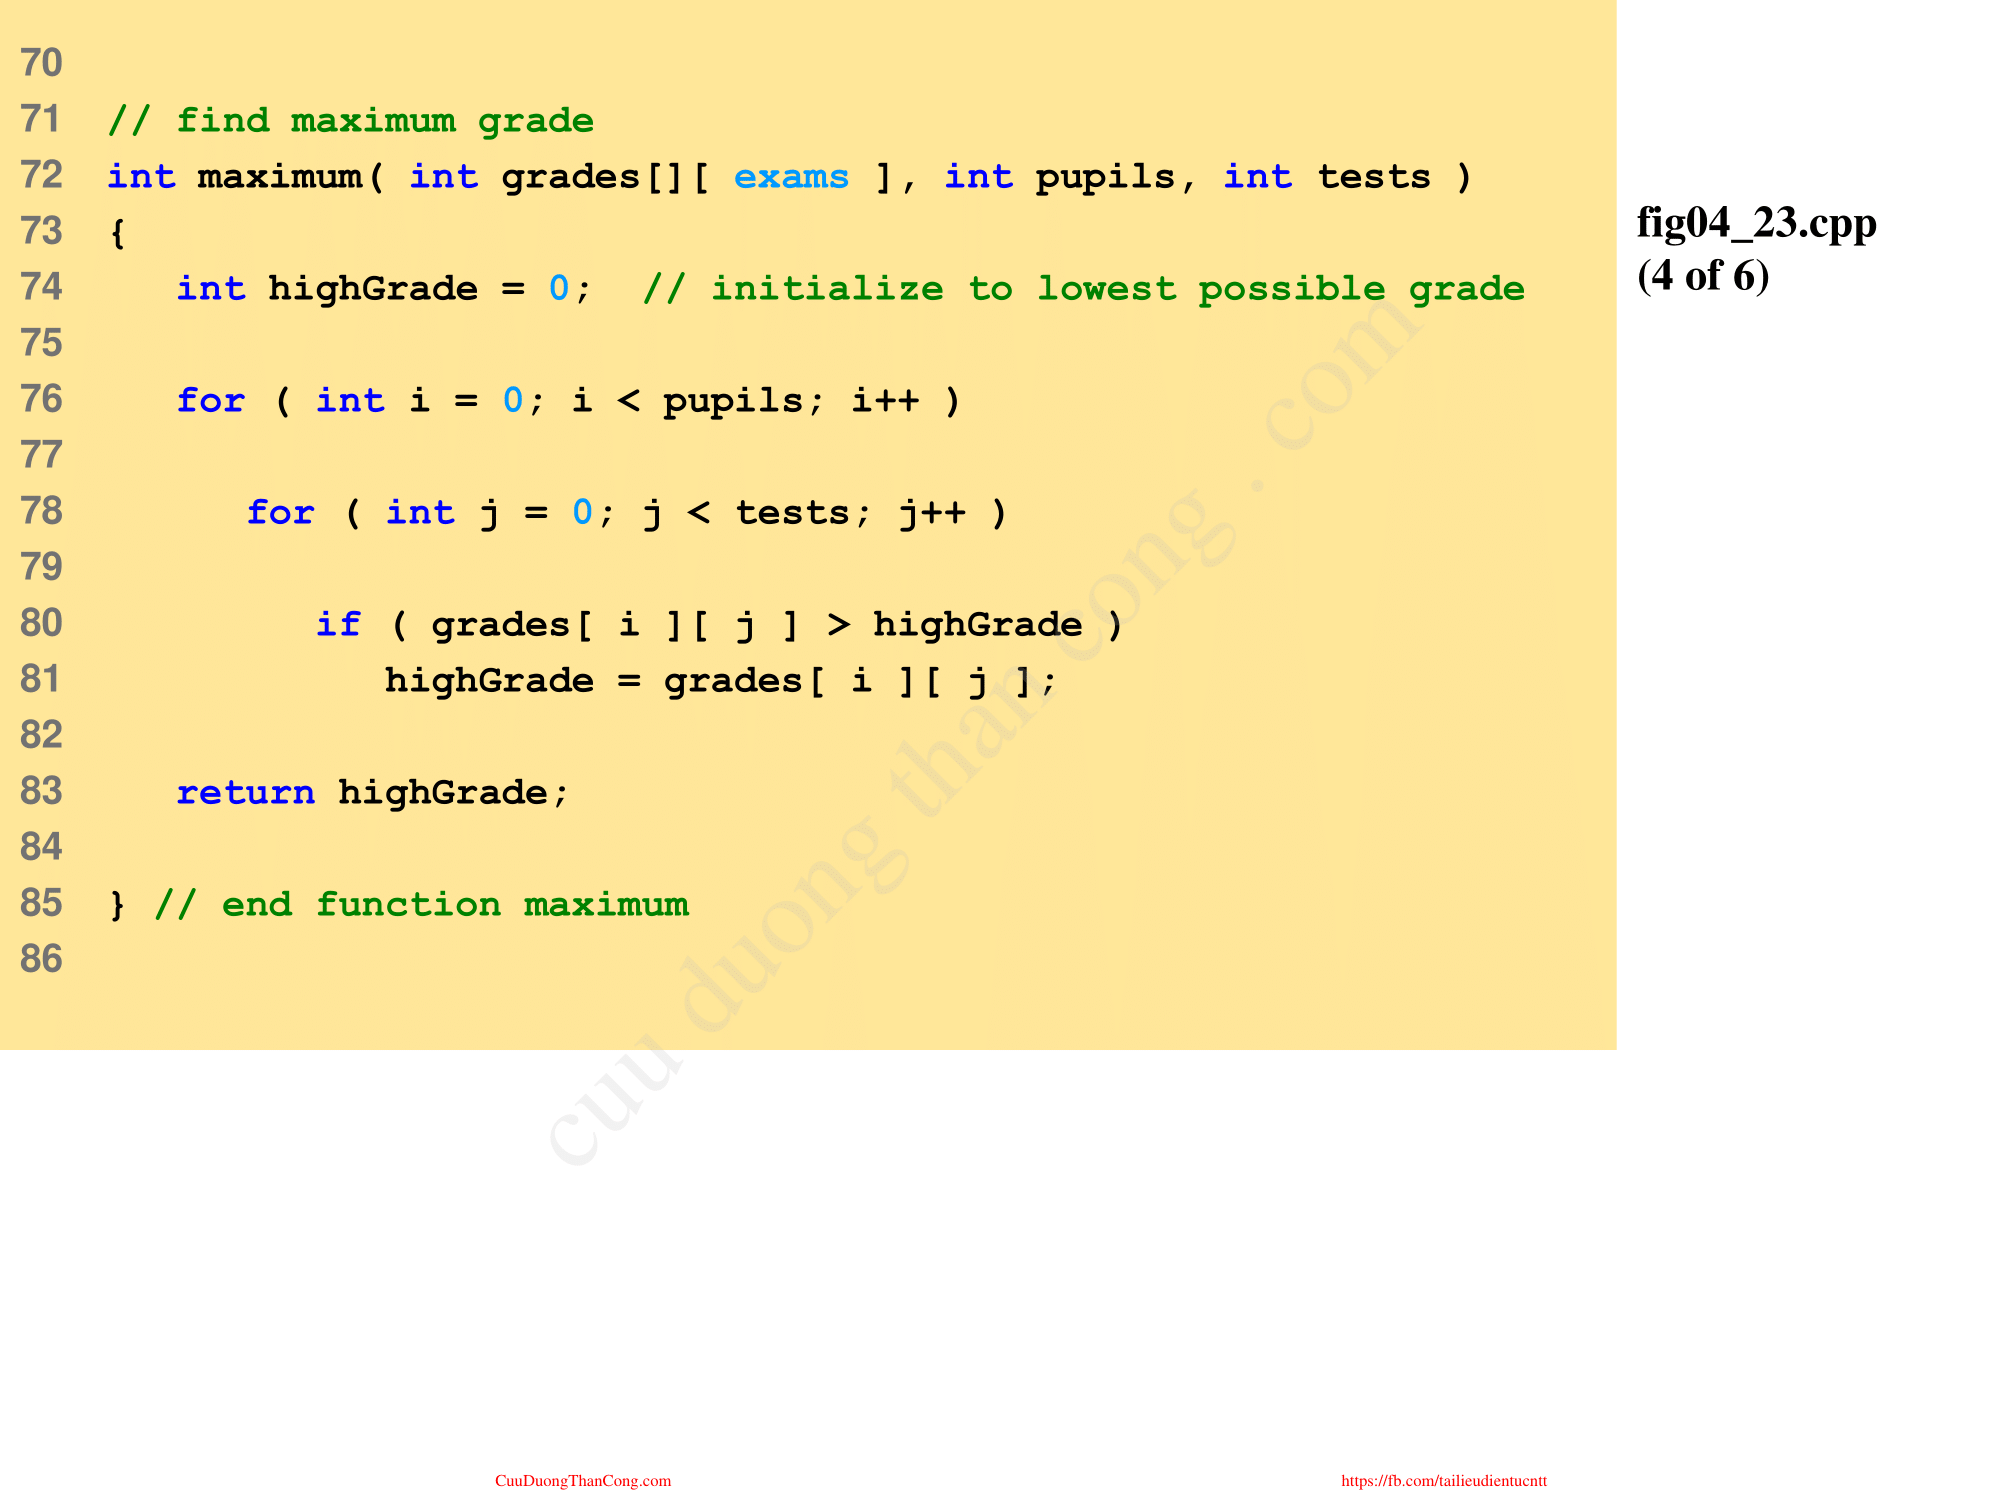 70
71 // find maximum grade
72 int maximum( int grades[][ exams ], int pupils, int tests )
73 {
74 int highGrade = 0; // initialize to lowest possible grade
75
76 for ( int i = 0; i < pupils; i++ )
77
78 for ( int j = 0; j < tests; j++ )
79
80 if ( grades[ i ][ j ] > highGrade )
81 highGrade = grades[ i ][ j ];
82
83 return highGrade;
84
85 } // end function maximum
86
fig04_23.cpp
(4 of 6)
cuu duong than cong . com
CuuDuongThanCong.com
https://fb.com/tailieudientucntt